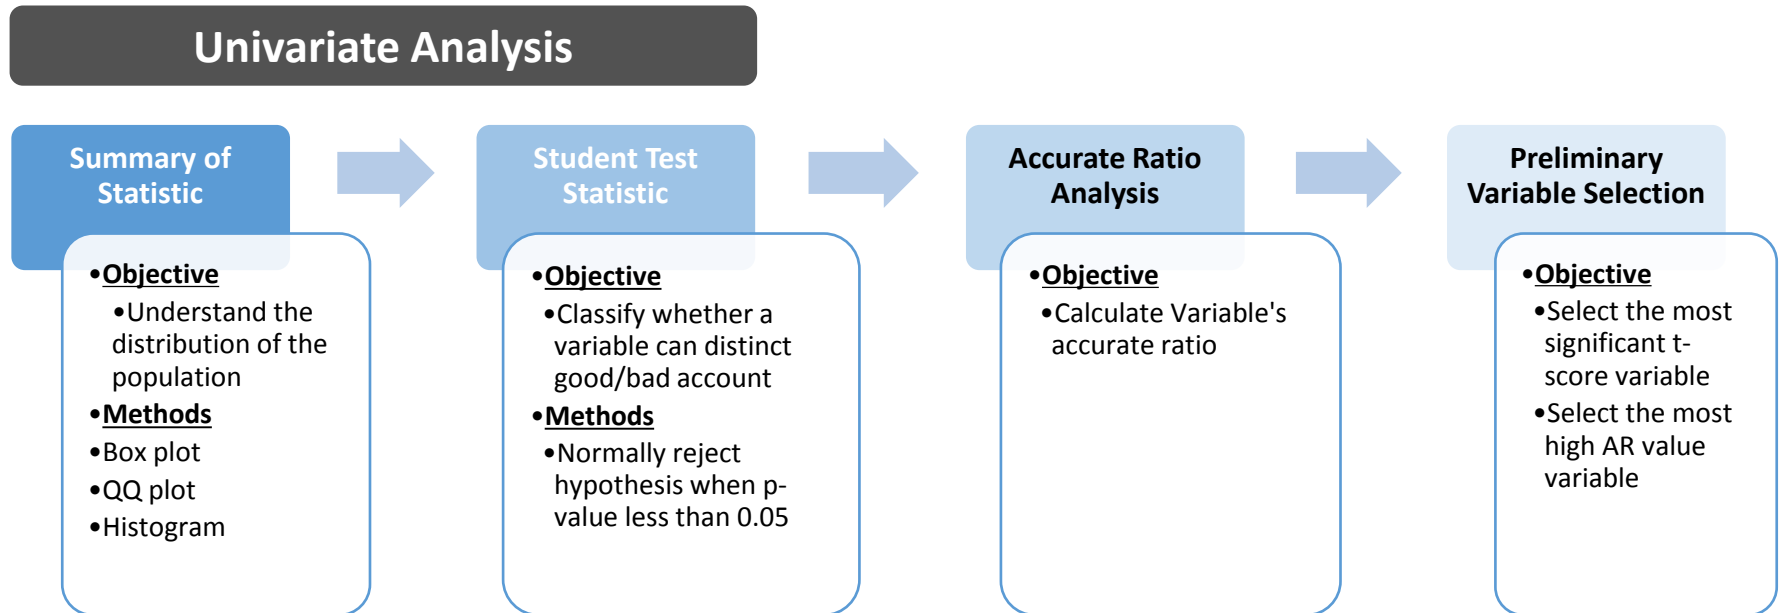 Univariate Analysis
Summary of
Statistic
•Objective
•Understand the
distribution of the
population
•Methods
•Box plot
•QQ plot
•Histogram
Student Test
Statistic
•Objective
•Classify whether a
variable can distinct
good/bad account
•Methods
•Normally reject
hypothesis when p-
value less than 0.05
Accurate Ratio
Analysis
•Objective
•Calculate Variable's
accurate ratio
Preliminary
Variable Selection
•Objective
•Select the most
significant t-
score variable
•Select the most
high AR value
variable